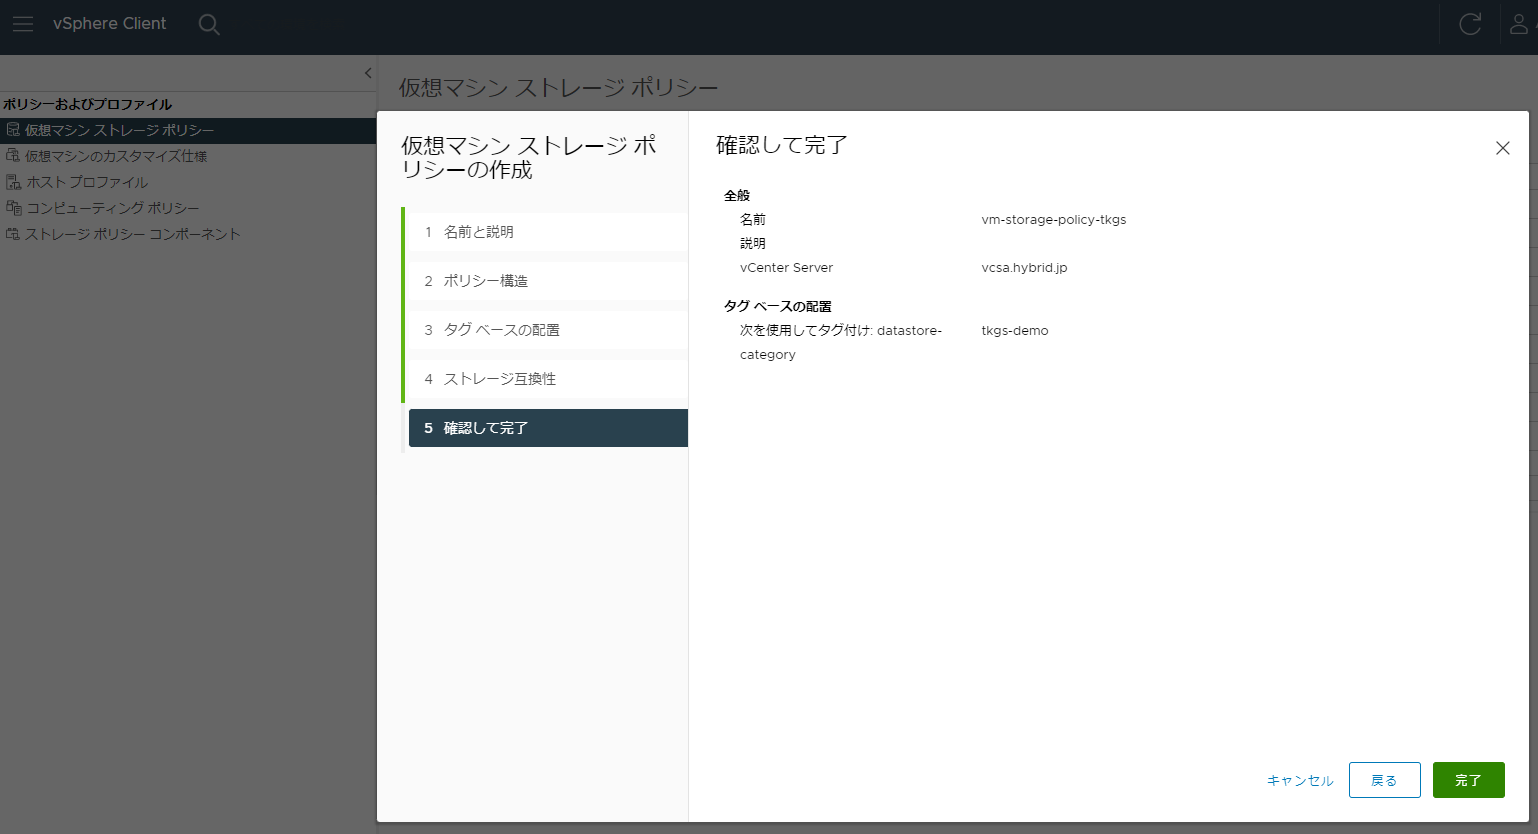 vSphere Client
ポリシーおよびプロファイル
仮想マシン ストレージ ポリシー
仮想マシンのカスタマイズ仕様
ホスト プロファイル
コンピューティング ポリシー
ストレージ ポリシー コンポーネント
仮想マシン ストレージ ポリシー
仮想マシン ストレージ ポ
リシーの作成
1 名前と説明
2 ポリシー構造
3 タグ ベースの配置
4 ストレージ互換性
5 確認して完了
確認して完了
全般
名前 vm-storage-policy-tkgs
説明
vCenter Server vcsa.hybrid.jp
タグ ベースの配置
次を使用してタグ付け: datastore- tkgs-demo
category
キャンセル 戻る 完了